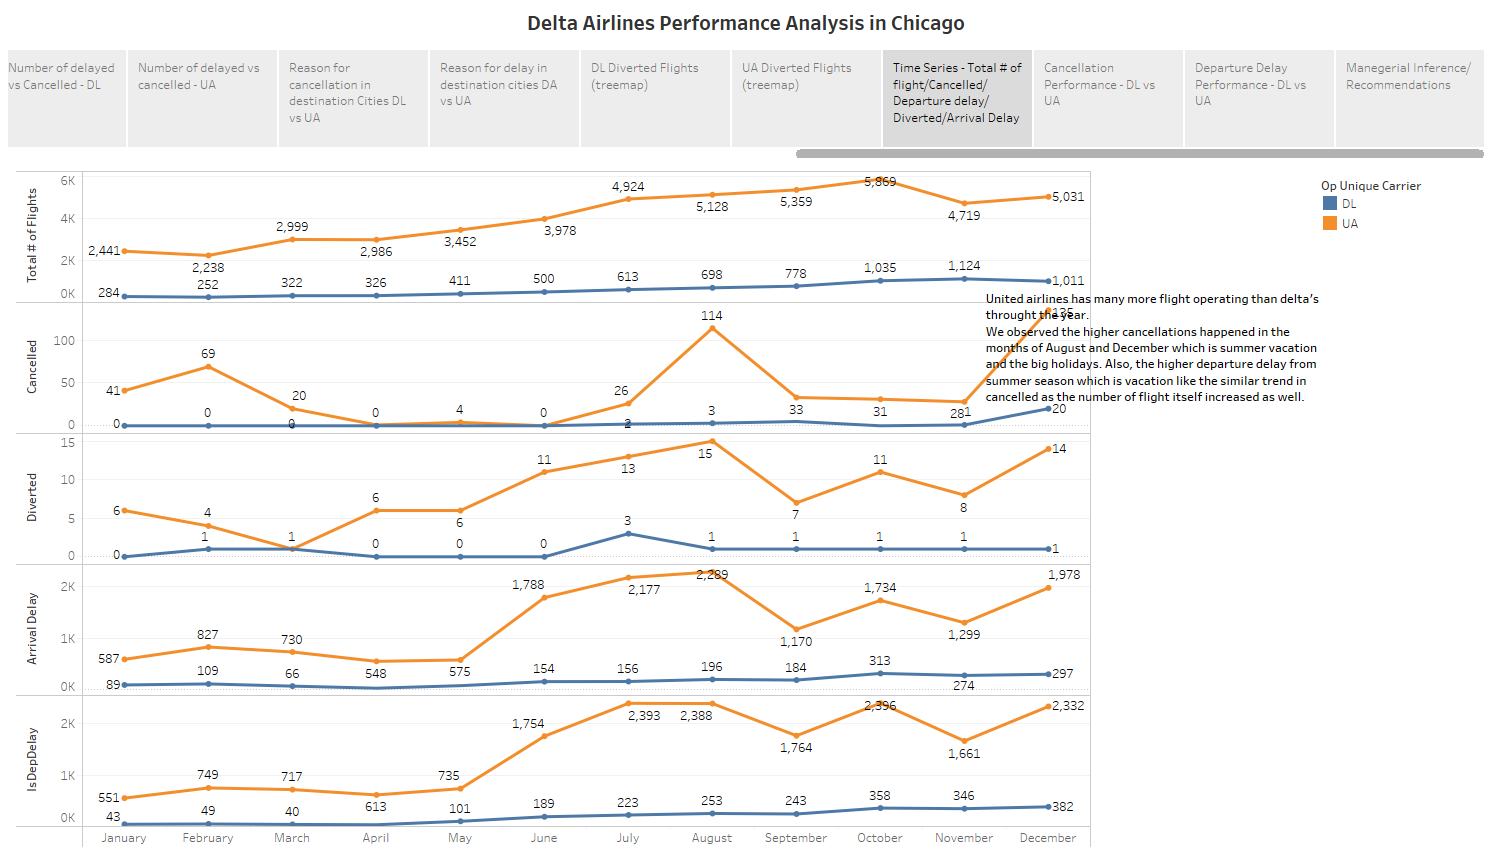 Delta Airlines Performance Analysis in Chicago
Number of delayed
vs Cancelled - DL
Number of delayed vs
cancelled - UA
Reason for
cancellation in
destination Cities DL
vs UA
Reason for delay in
destination cities DA
vs UA
DL Diverted Flights
(treemap)
UA Diverted Flights
(treemap)
Time Series - Total # of
flight/Cancelled/
Departure delay/
Diverted/Arrival Delay
Cancellation
Performance - DL vs
UA
Departure Delay
Performance - DL vs
UA
Managerial Inference/
Recommendations
Op Unique Carrier
DL
UA
Total # of Flights
6K
4K
2K
0K
2,441 2,238 2,999 2,986 3,452 3,978 4,924 5,128 5,359 5,869 4,719 5,031
284 252 322 326 411 500 613 698 778 1,035 1,124 1,011
United airlines has many more flight operating than delta's
throught the year.
We observed the higher cancellations happened in the
months of August and December which is summer vacation
and the big holidays. Also, the higher departure delay from
summer season which is vacation like the similar trend in
cancelled as the number of flight itself increased as well.
Cancelled
100
50
0
41 69 20 4 26 114 33 31 28 135
0 0 0 0 0 2 3 1 20
Diverted
15
10
5
0
6 4 6 6 11 13 15 7 11 8 14
0 1 1 0 0 0 3 1 1 1 1 1
Arrival Delay
2K
1K
0K
587 827 730 548 575 1,788 2,177 2,289 1,170 1,734 1,299 1,978
89 109 66 154 156 196 184 313 274 297
IsDepDelay
2K
1K
0K
551 749 717 613 735 1,754 2,393 2,388 1,764 2,396 1,661 2,332
43 49 40 101 189 223 253 243 358 346 382
January February March April May June July August September October November December